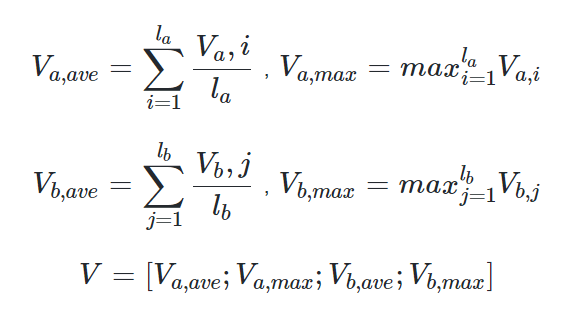 $V_{a,ave} = \sum_{i=1}^{l_a} \frac{V_a,i}{l_a}$ , $V_{a,max} = max_{i=1}^{l_a} V_{a,i}$
$V_{b,ave} = \sum_{j=1}^{l_b} \frac{V_b,j}{l_b}$ , $V_{b,max} = max_{j=1}^{l_b} V_{b,j}$
$V = [V_{a,ave}; V_{a,max}; V_{b,ave}; V_{b,max}]$